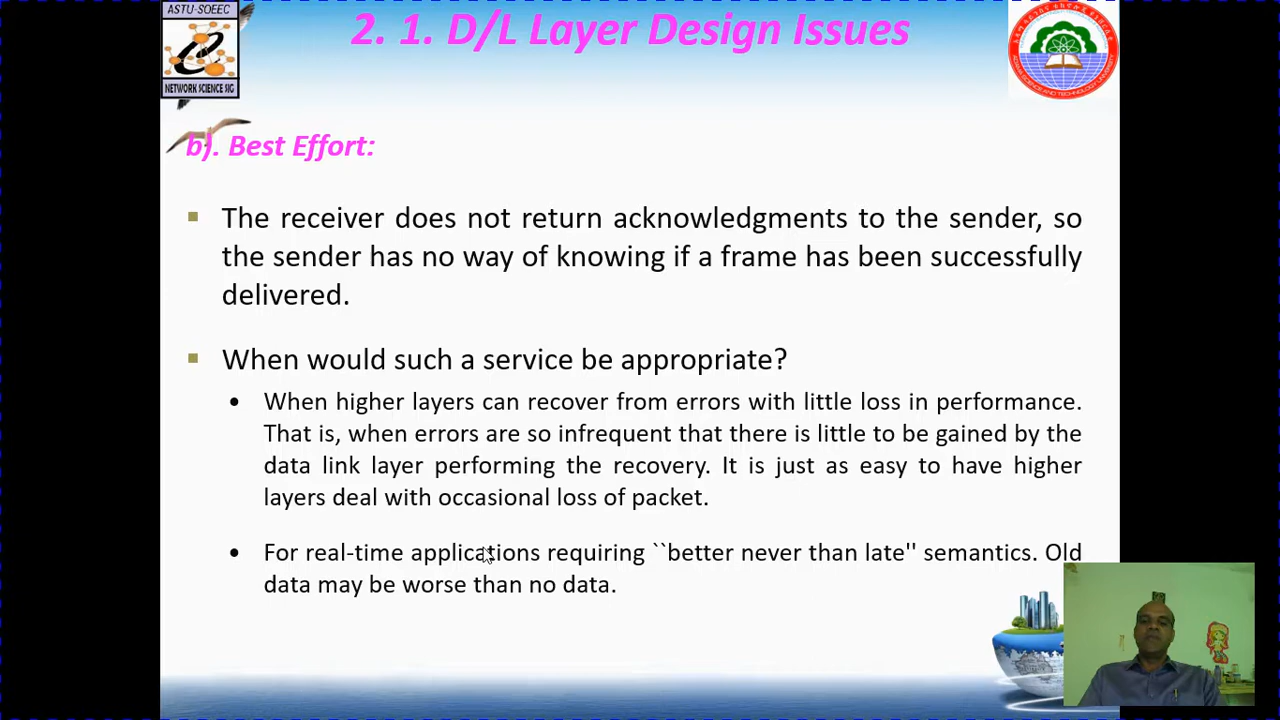 ASTU-SOEEC
NETWORK SCIENCE SIG
2. 1. D/L Layer Design Issues
b). Best Effort:
The receiver does not return acknowledgments to the sender, so
the sender has no way of knowing if a frame has been successfully
delivered.
When would such a service be appropriate?
When higher layers can recover from errors with little loss in performance.
That is, when errors are so infrequent that there is little to be gained by the
data link layer performing the recovery. It is just as easy to have higher
layers deal with occasional loss of packet.
For real-time applications requiring ``better never than late'' semantics. Old
data may be worse than no data.